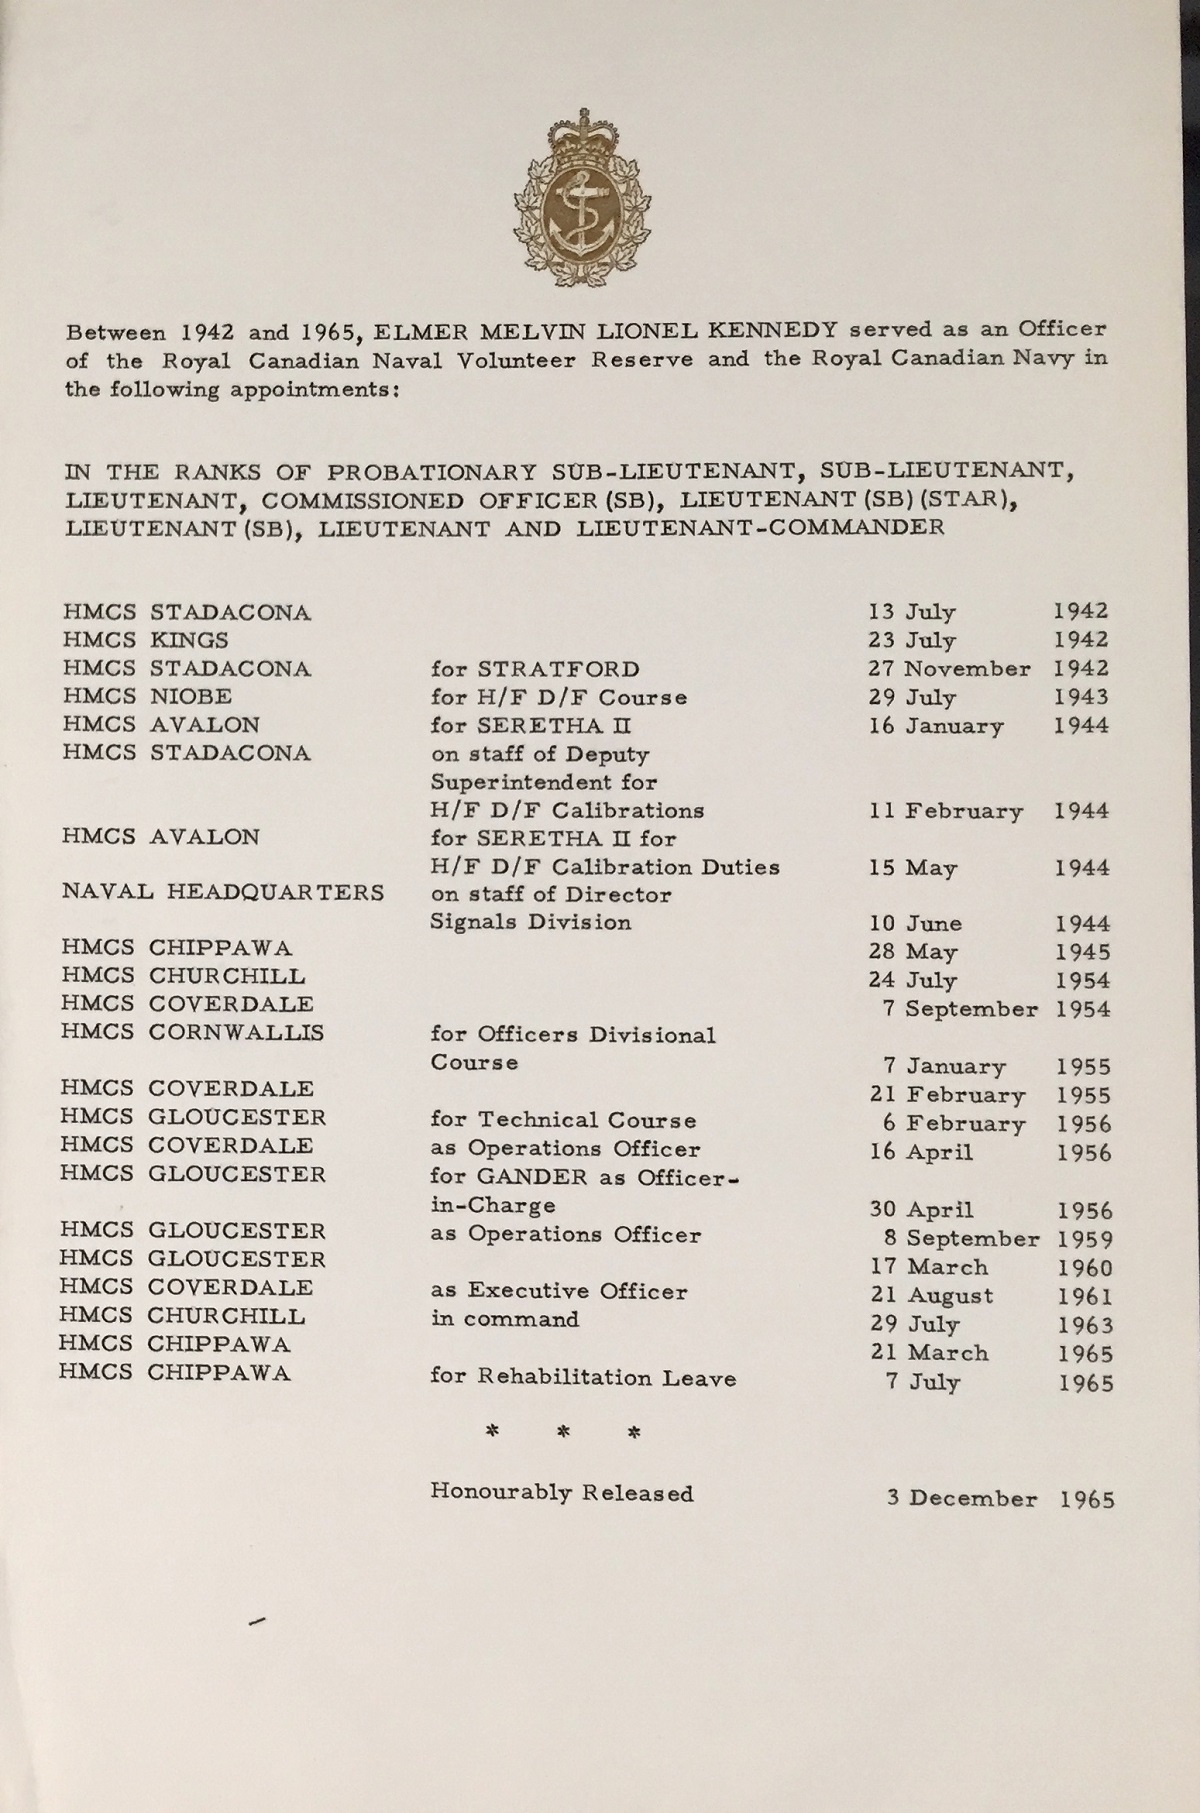 Between 1942 and 1965, ELMER MELVIN LIONEL KENNEDY served as an Officer
of the Royal Canadian Naval Volunteer Reserve and the Royal Canadian Navy in
the following appointments:
IN THE RANKS OF PROBATIONARY SUB-LIEUTENANT, SUB-LIEUTENANT,
LIEUTENANT, COMMISSIONED OFFICER (SB), LIEUTENANT (SB) (STAR),
LIEUTENANT (SB), LIEUTENANT AND LIEUTENANT-COMMANDER
HMCS STADACONA 13 July 1942
HMCS KINGS 23 July 1942
HMCS STADACONA for STRATFORD 27 November 1942
HMCS NIOBE for H/F D/F Course 29 July 1943
HMCS AVALON for SERETHA II 16 January 1944
HMCS STADACONA on staff of Deputy
Superintendent for
H/F D/F Calibrations 11 February 1944
HMCS AVALON for SERETHA II for
H/F D/F Calibration Duties 15 May 1944
NAVAL HEADQUARTERS on staff of Director
Signals Division 10 June 1944
HMCS CHIPPAWA 28 May 1945
HMCS CHURCHILL 24 July 1954
HMCS COVERDALE 7 September 1954
HMCS CORNWALLIS for Officers Divisional
Course 7 January 1955
HMCS COVERDALE 21 February 1955
HMCS GLOUCESTER for Technical Course 6 February 1956
HMCS COVERDALE as Operations Officer 16 April 1956
HMCS GLOUCESTER for GANDER as Officer-
in-Charge 30 April 1956
HMCS GLOUCESTER as Operations Officer 8 September 1959
HMCS GLOUCESTER 17 March 1960
HMCS COVERDALE as Executive Officer 21 August 1961
HMCS CHURCHILL in command 29 July 1963
HMCS CHIPPAWA 21 March 1965
HMCS CHIPPAWA for Rehabilitation Leave 7 July 1965
* * *
Honourably Released 3 December 1965